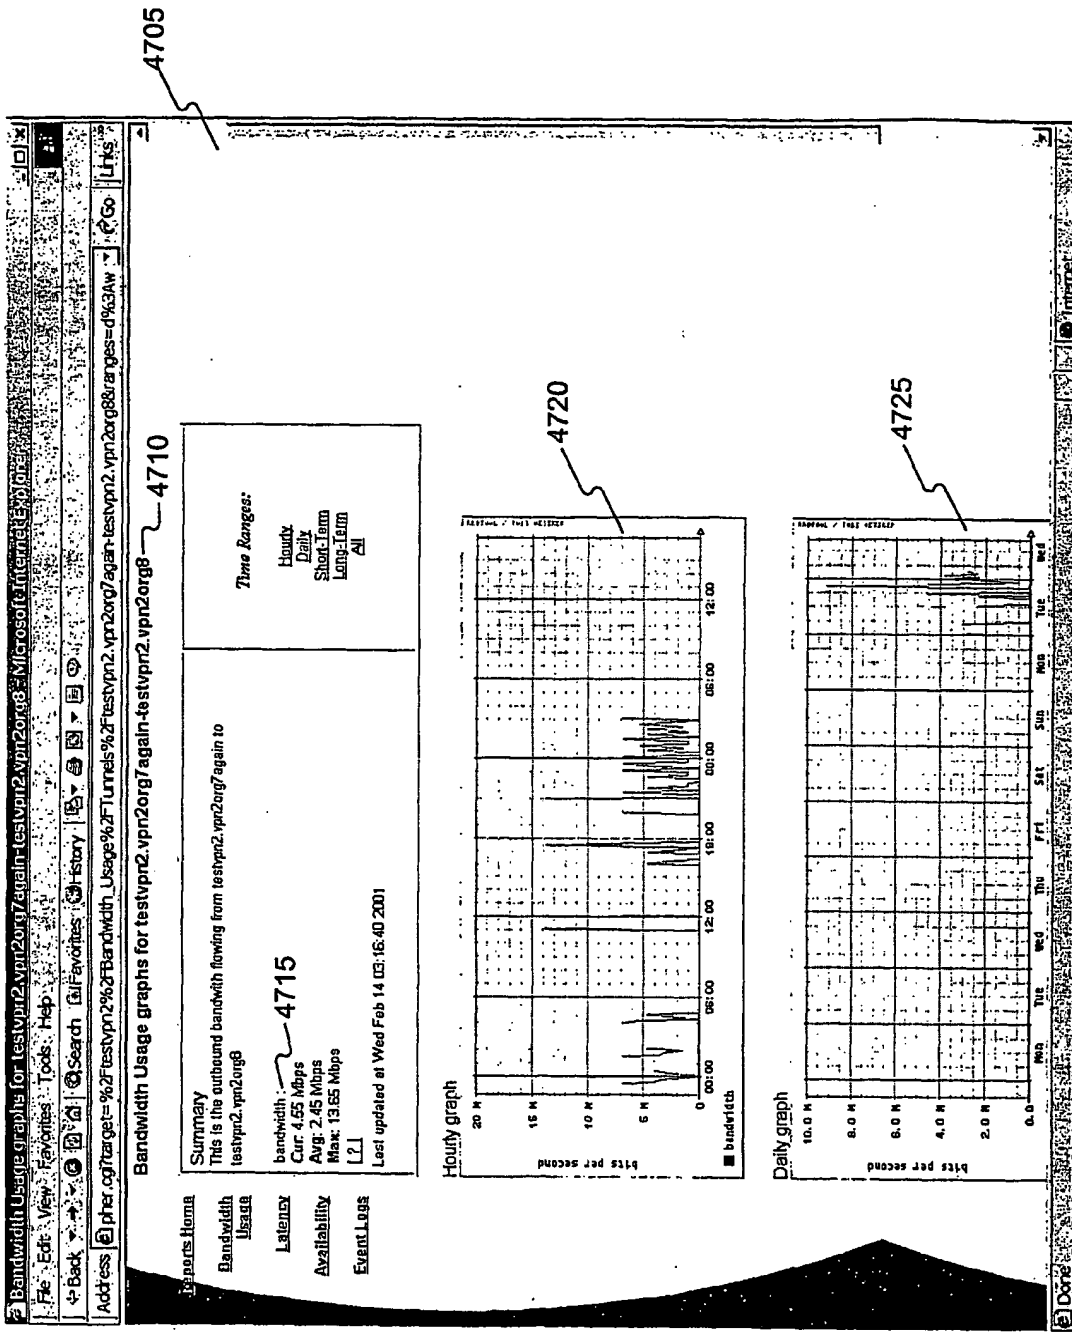 Bandwidth Usage graphs for testvpn2.vpn2org7again-testvpn2.vpn2org8 - Microsoft Internet Explorer
File Edit View Favorites Tools Help
Back Search Favorites History
Address pher.cgi?target=%2Ftestvpn2%2FBandwidth_Usage%2FTunnels%2Ftestvpn2.vpn2org7again-testvpn2.vpn2org8&ranges=d%3Aw Go Links
4705
Bandwidth Usage graphs for testvpn2.vpn2org7again-testvpn2.vpn2org8
4710
Reports Home
Bandwidth
Usage
Latency
Availability
Event Logs
Summary
This is the outbound bandwith flowing from testvpn2.vpn2org7again to
testvpn2.vpn2org8
bandwidth :
4715
Cur: 4.55 Mbps
Avg: 2.45 Mbps
Max: 13.65 Mbps
[ ? ]
Last updated at Wed Feb 14 03:16:40 2001
Time Ranges:
Hourly
Daily
Short-Term
Long-Term
All
Hourly graph
4720
bits per second
20 M
15 M
10 M
5 M
0
00:00 06:00 12:00 18:00 00:00 06:00 12:00
bandwidth
Daily graph
4725
bits per second
10.0 M
8.0 M
6.0 M
4.0 M
2.0 M
0.0
Mon Tue Wed Thu Fri Sat Sun Mon Tue Wed
Done Internet